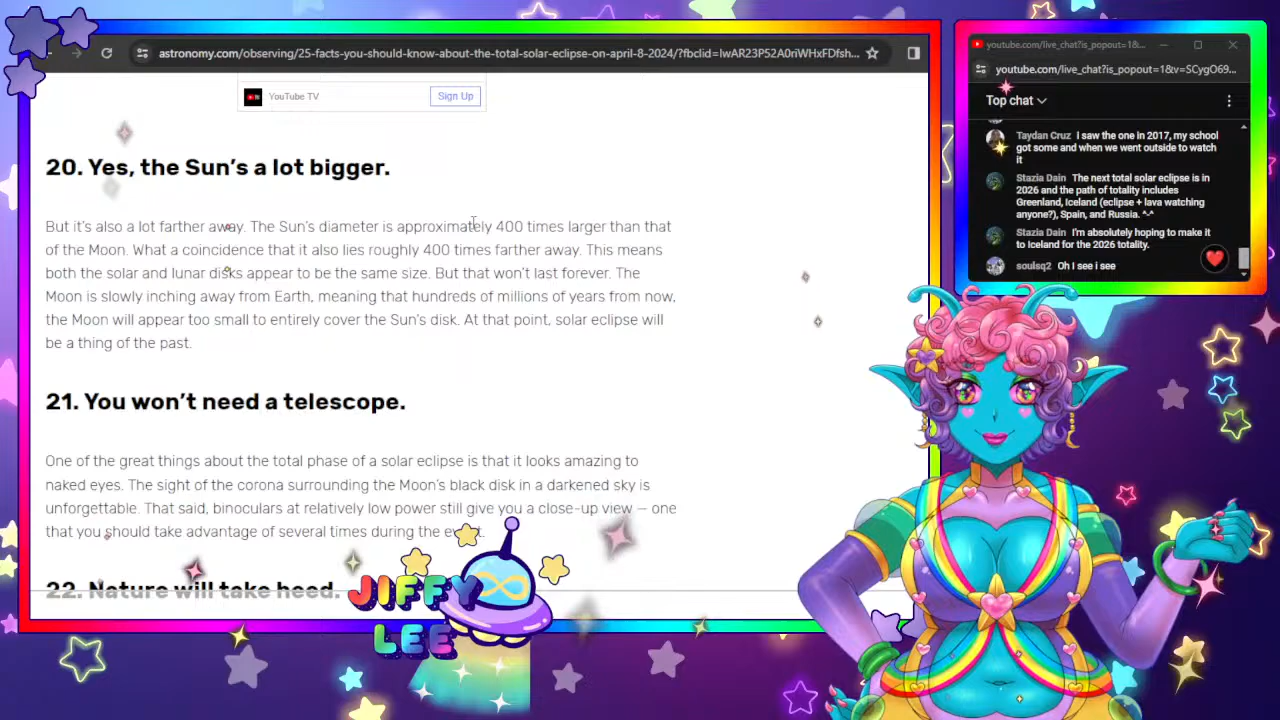 astronomy.com/observing/25-facts-you-should-know-about-the-total-solar-eclipse-on-april-8-2024/?fbclid=IwAR23P52A0riWHxFDfsh...
YouTube TV
Sign Up
20. Yes, the Sun's a lot bigger.
But it's also a lot farther away. The Sun's diameter is approximately 400 times larger than that
of the Moon. What a coincidence that it also lies roughly 400 times farther away. This means
both the solar and lunar disks appear to be the same size. But that won't last forever. The
Moon is slowly inching away from Earth, meaning that hundreds of millions of years from now,
the Moon will appear too small to entirely cover the Sun's disk. At that point, solar eclipse will
be a thing of the past.
21. You won't need a telescope.
One of the great things about the total phase of a solar eclipse is that it looks amazing to
naked eyes. The sight of the corona surrounding the Moon's black disk in a darkened sky is
unforgettable. That said, binoculars at relatively low power still give you a close-up view — one
that you should take advantage of several times during the event.
22. Nature will take heed.
JIFFY
LEE
youtube.com/live_chat?is_popout=1&...
youtube.com/live_chat?is_popout=1&v=SCygO69...
Top chat
Taydan Cruz I saw the one in 2017, my school
got some and when we went outside to watch
it
Stazia Dain The next total solar eclipse is in
2026 and the path of totality includes
Greenland, Iceland (eclipse + lava watching
anyone?), Spain, and Russia. ^-^
Stazia Dain I'm absolutely hoping to make it
to Iceland for the 2026 totality.
soulsq2 Oh I see i see